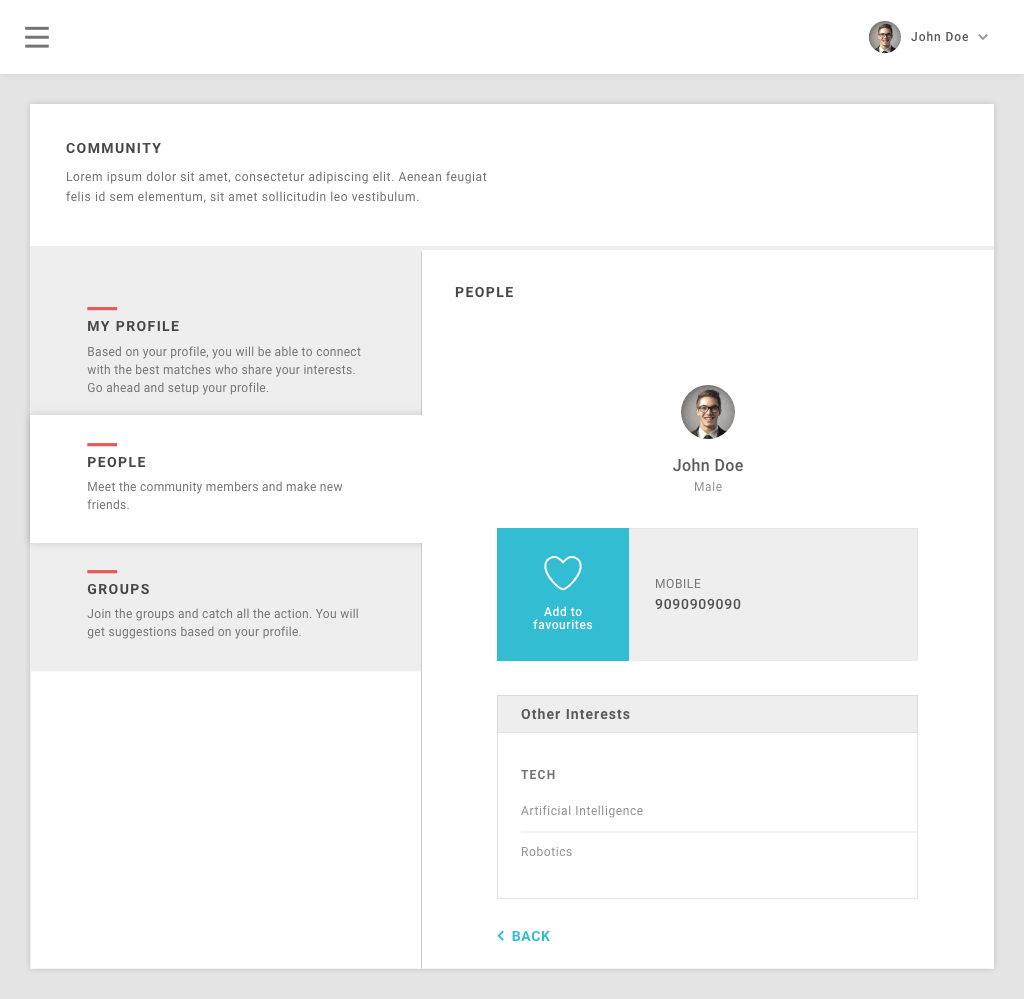 John Doe
COMMUNITY
Lorem ipsum dolor sit amet, consectetur adipiscing elit. Aenean feugiat
felis id sem elementum, sit amet sollicitudin leo vestibulum.
MY PROFILE
Based on your profile, you will be able to connect
with the best matches who share your interests.
Go ahead and setup your profile.
PEOPLE
Meet the community members and make new
friends.
GROUPS
Join the groups and catch all the action. You will
get suggestions based on your profile.
PEOPLE
John Doe
Male
Add to
favourites
MOBILE
9090909090
Other Interests
TECH
Artificial Intelligence
Robotics
BACK